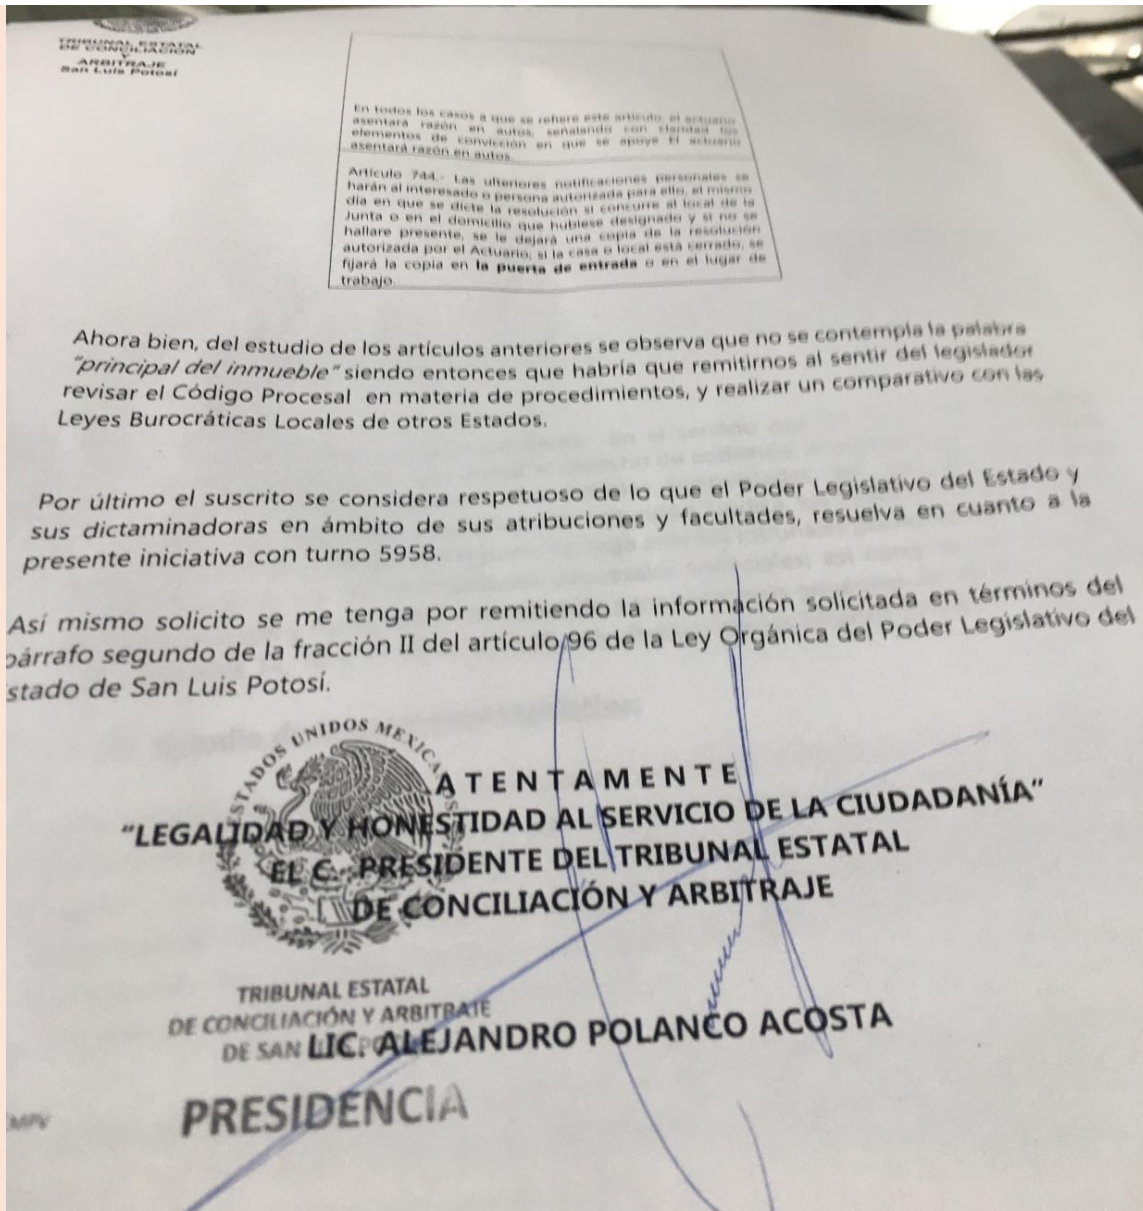 TRIBUNAL ESTATAL
DE CONCILIACIÓN
Y
ARBITRAJE
San Luis Potosí
En todos los casos a que se refiere este artículo, el actuario
asentará razón en autos, señalando con claridad los
elementos de convicción en que se apoye El actuario
asentará razón en autos.
Artículo 744.- Las ulteriores notificaciones personales se
harán al interesado o persona autorizada para ello, el mismo
día en que se dicte la resolución si concurre al local de la
Junta o en el domicilio que hubiese designado y si no se
hallare presente, se le dejará una copia de la resolución
autorizada por el Actuario; si la casa o local está cerrado, se
fijará la copia en la puerta de entrada o en el lugar de
trabajo.
Ahora bien, del estudio de los artículos anteriores se observa que no se contempla la palabra
"principal del inmueble" siendo entonces que habría que remitirnos al sentir del legislador
revisar el Código Procesal en materia de procedimientos, y realizar un comparativo con las
Leyes Burocráticas Locales de otros Estados.
Por último el suscrito se considera respetuoso de lo que el Poder Legislativo del Estado y
sus dictaminadoras en ámbito de sus atribuciones y facultades, resuelva en cuanto a la
presente iniciativa con turno 5958.
Así mismo solicito se me tenga por remitiendo la información solicitada en términos del
párrafo segundo de la fracción II del artículo 96 de la Ley Orgánica del Poder Legislativo del
stado de San Luis Potosí.
ESTADOS UNIDOS MEXICANOS
A T E N T A M E N T E
"LEGALIDAD Y HONESTIDAD AL SERVICIO DE LA CIUDADANÍA"
EL C. PRESIDENTE DEL TRIBUNAL ESTATAL
DE CONCILIACIÓN Y ARBITRAJE
TRIBUNAL ESTATAL
DE CONCILIACIÓN Y ARBITRAJE
DE SAN
LIC. ALEJANDRO POLANCO ACOSTA
PRESIDENCIA